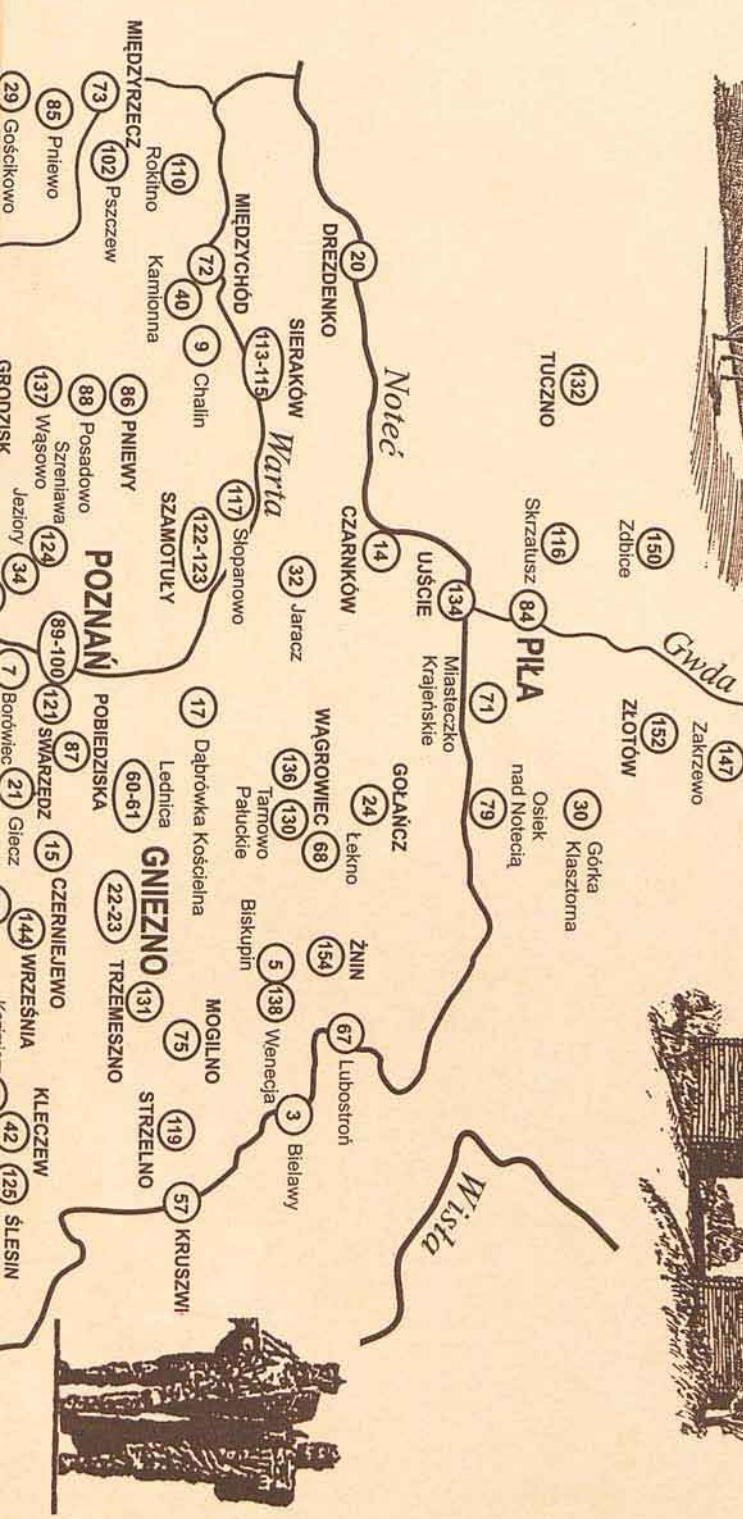 150
Zdbice
147
Zakrzewo
Gwda
132
TUCZNO
116
Skrzatusz
152
ZŁOTÓW
84
PIŁA
30
Górka
Klasztorna
Osiek
nad Notecią
79
71
Miasteczko
Krajeńskie
134
UJŚCIE
20
DREZDENKO
Noteć
14
CZARNKÓW
GOŁAŃCZ
24
Łekno
68
WĄGROWIEC
136
130
Tarnowo
Pałuckie
ŻNIN
154
67
Lubostroń
Wisła
5
Biskupin
138
Wenecja
3
Bielawy
SIERAKÓW
113-115
Warta
32
Jaracz
117
Słopanowo
SZAMOTUŁY
122-123
MIĘDZYCHÓD
72
40
Kamionna
9
Chalin
110
Rokitno
MIĘDZYRZECZ
73
102
Pszczew
85
Pniewo
29
Gościkowo
17
Dąbrówka Kościelna
Lednica
60-61
GNIEZNO
22-23
131
TRZEMESZNO
MOGILNO
75
119
STRZELNO
57
KRUSZWI
86
PNIEWY
88
Posadowo
137
Wąsowo
Szreniawa
124
Jeziory
34
POZNAŃ
89-100
121
SWARZĘDZ
87
POBIEDZISKA
7
Borówiec
21
Giecz
15
CZERNIEJEWO
144
WRZEŚNIA
KLECZEW
42
125
ŚLESIN
GRODZISK